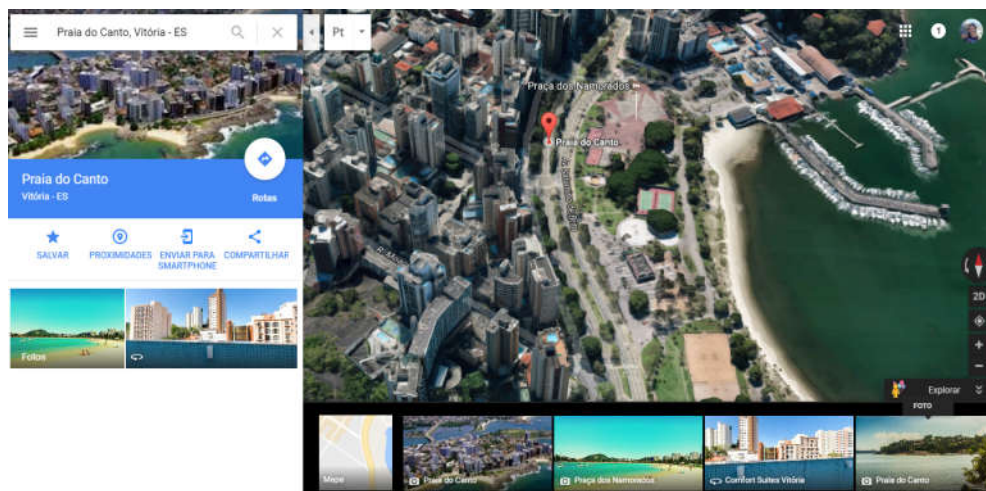 Praia do Canto, Vitória - ES
Pt
1
Praça dos Namorados
Praia do Canto
Praia do Canto
Vitória - ES
Rotas
SALVAR
PROXIMIDADES
ENVIAR PARA
SMARTPHONE
COMPARTILHAR
Fotos
2D
Explorar
FOTO
Mapa
Praia do Canto
Praça dos Namorados
Comfort Suites Vitória
Praia do Canto